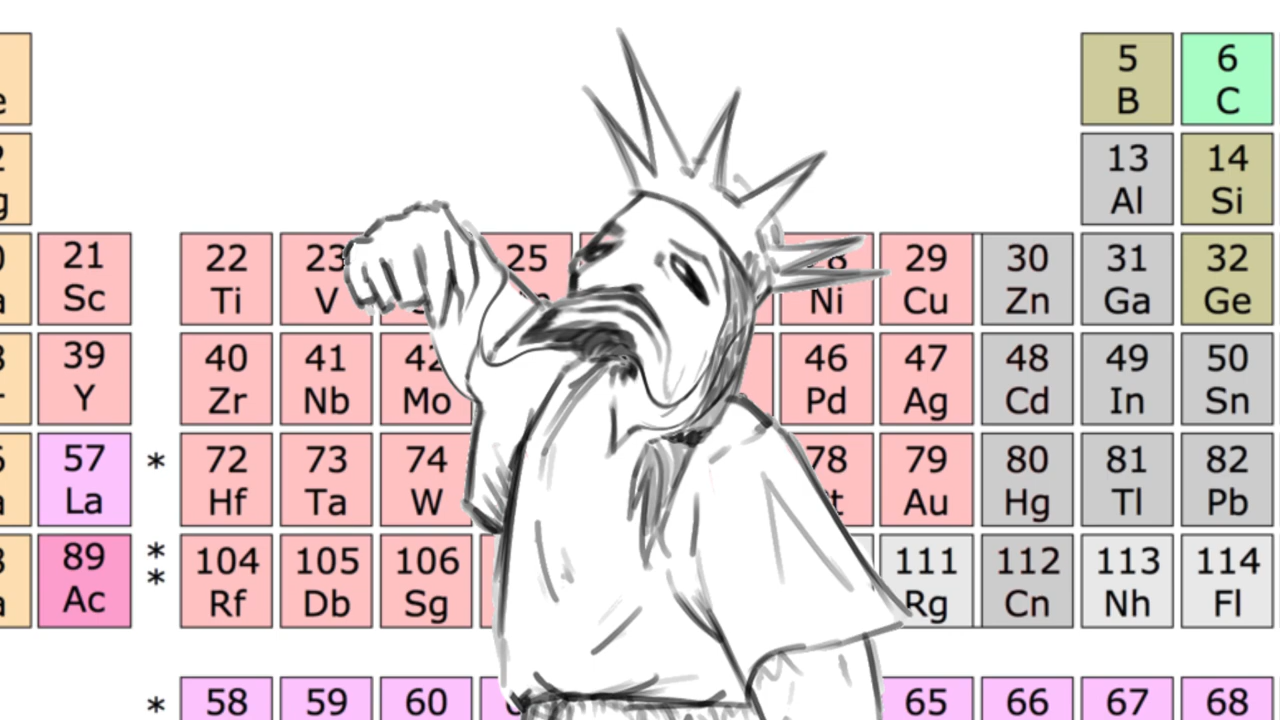 5 6
e B C
2 13 14
g Al Si
0 21 22 23 25 8 29 30 31 32
a Sc Ti V Ni Cu Zn Ga Ge
39 40 41 42 46 47 48 49 50
Y Zr Nb Mo Pd Ag Cd In Sn
57 * 72 73 74 78 79 80 81 82
a La Hf Ta W t Au Hg Tl Pb
89 * * 104 105 106 111 112 113 114
a Ac Rf Db Sg Rg Cn Nh Fl
* 58 59 60 65 66 67 68